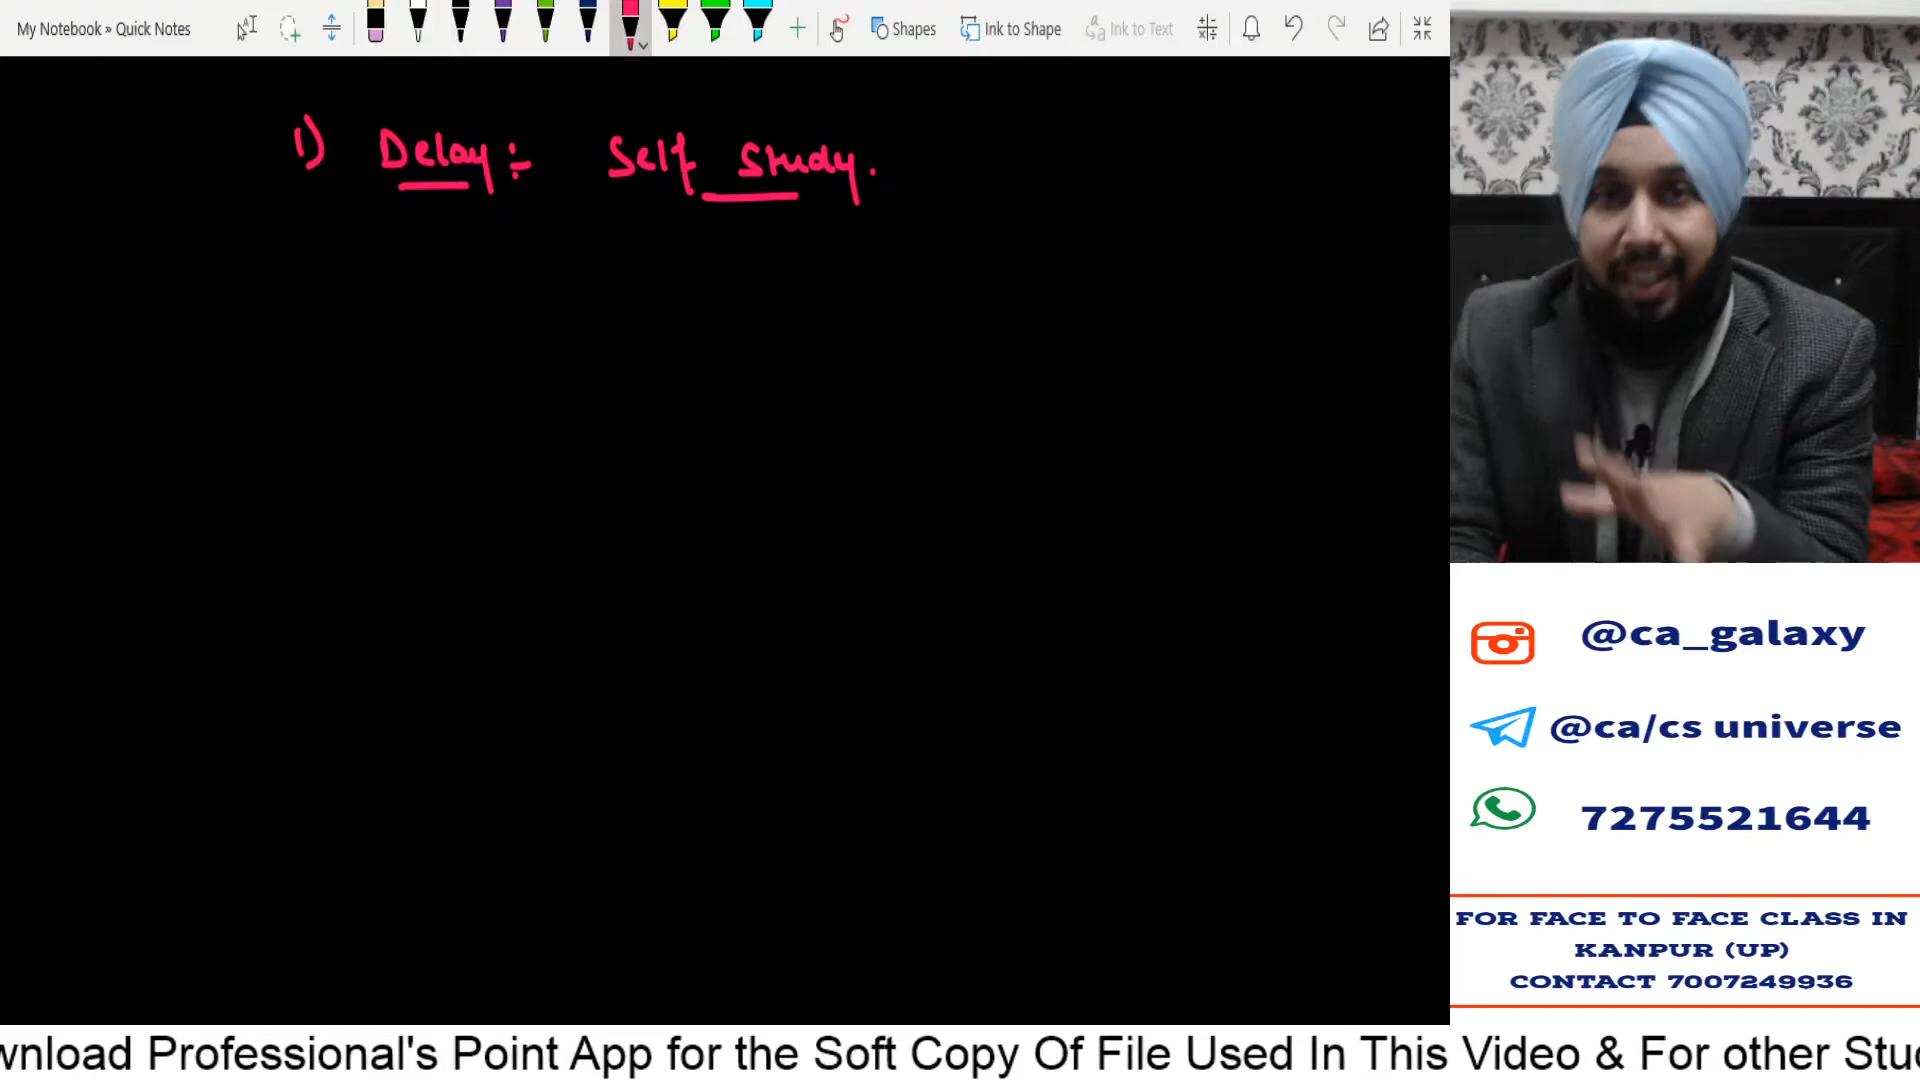 My Notebook » Quick Notes
Shapes
Ink to Shape
Ink to Text
1) Delay:- Self Study.
@ca_galaxy
@ca/cs universe
7275521644
FOR FACE TO FACE CLASS IN
KANPUR (UP)
CONTACT 7007249936
wnload Professional's Point App for the Soft Copy Of File Used In This Video & For other Stu